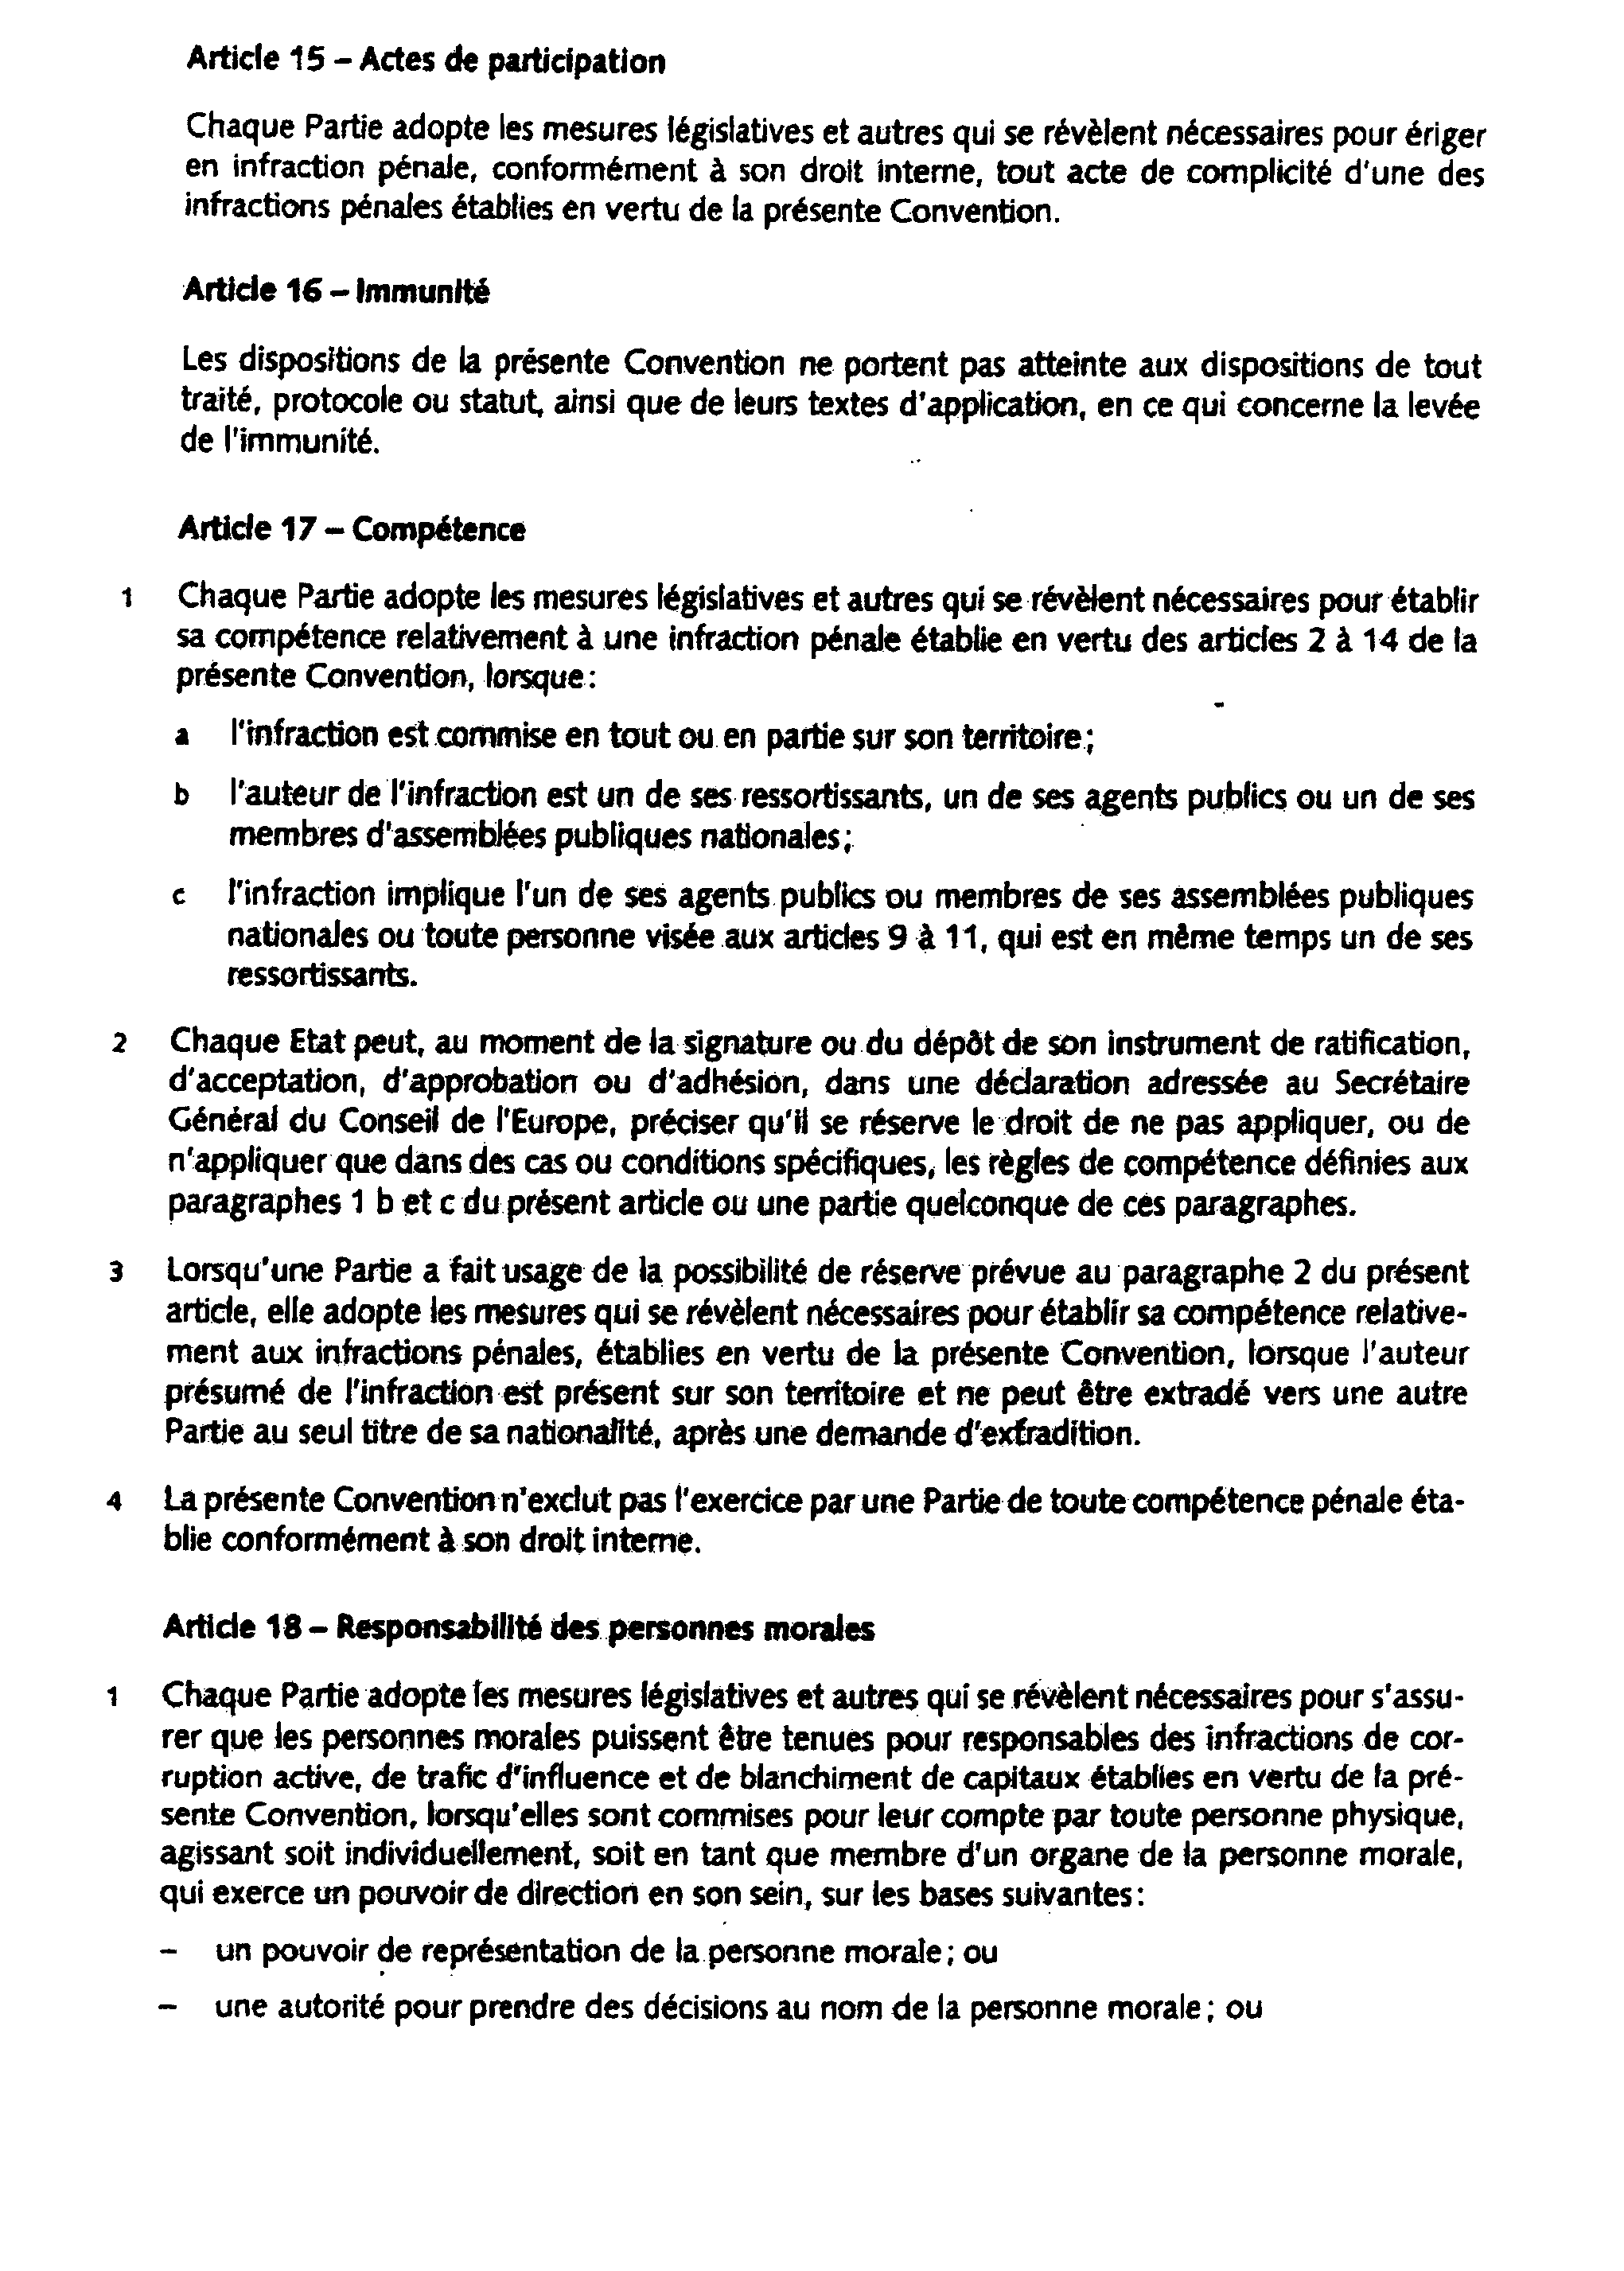 Article 15 – Actes de participation
Chaque Partie adopte les mesures législatives et autres qui se révèlent nécessaires pour ériger
en infraction pénale, conformément à son droit interne, tout acte de complicité d'une des
infractions pénales établies en vertu de la présente Convention.
Article 16 – Immunité
Les dispositions de la présente Convention ne portent pas atteinte aux dispositions de tout
traité, protocole ou statut, ainsi que de leurs textes d'application, en ce qui concerne la levée
de l'immunité.
Article 17 – Compétence
1 Chaque Partie adopte les mesures législatives et autres qui se révèlent nécessaires pour établir
sa compétence relativement à une infraction pénale établie en vertu des articles 2 à 14 de la
présente Convention, lorsque:
a l'infraction est commise en tout ou en partie sur son territoire;
b l'auteur de l'infraction est un de ses ressortissants, un de ses agents publics ou un de ses
membres d'assemblées publiques nationales;
c l'infraction implique l'un de ses agents publics ou membres de ses assemblées publiques
nationales ou toute personne visée aux articles 9 à 11, qui est en même temps un de ses
ressortissants.
2 Chaque Etat peut, au moment de la signature ou du dépôt de son instrument de ratification,
d'acceptation, d'approbation ou d'adhésion, dans une déclaration adressée au Secrétaire
Général du Conseil de l'Europe, préciser qu'il se réserve le droit de ne pas appliquer, ou de
n'appliquer que dans des cas ou conditions spécifiques, les règles de compétence définies aux
paragraphes 1 b et c du présent article ou une partie quelconque de ces paragraphes.
3 Lorsqu'une Partie a fait usage de la possibilité de réserve prévue au paragraphe 2 du présent
article, elle adopte les mesures qui se révèlent nécessaires pour établir sa compétence relative-
ment aux infractions pénales, établies en vertu de la présente Convention, lorsque l'auteur
présumé de l'infraction est présent sur son territoire et ne peut être extradé vers une autre
Partie au seul titre de sa nationalité, après une demande d'extradition.
4 La présente Convention n'exclut pas l'exercice par une Partie de toute compétence pénale éta-
blie conformément à son droit interne.
Article 18 – Responsabilité des personnes morales
1 Chaque Partie adopte les mesures législatives et autres qui se révèlent nécessaires pour s'assu-
rer que les personnes morales puissent être tenues pour responsables des infractions de cor-
ruption active, de trafic d'influence et de blanchiment de capitaux établies en vertu de la pré-
sente Convention, lorsqu'elles sont commises pour leur compte par toute personne physique,
agissant soit individuellement, soit en tant que membre d'un organe de la personne morale,
qui exerce un pouvoir de direction en son sein, sur les bases suivantes:
– un pouvoir de représentation de la personne morale; ou
– une autorité pour prendre des décisions au nom de la personne morale; ou